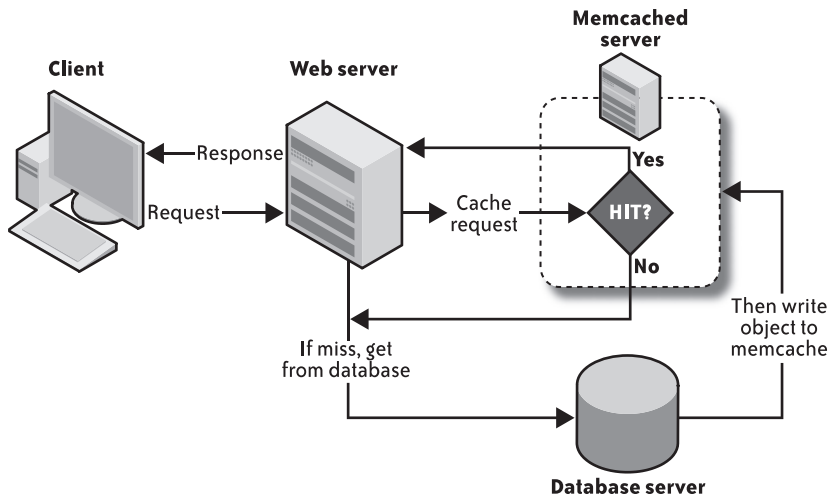 Memcached
server
Client
Web server
Response
Yes
Request
Cache
request
HIT?
No
If miss, get
from database
Then write
object to
memcache
Database server